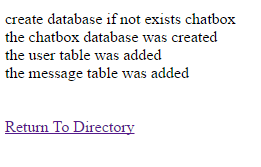 create database if not exists chatbox
the chatbox database was created
the user table was added
the message table was added
Return To Directory